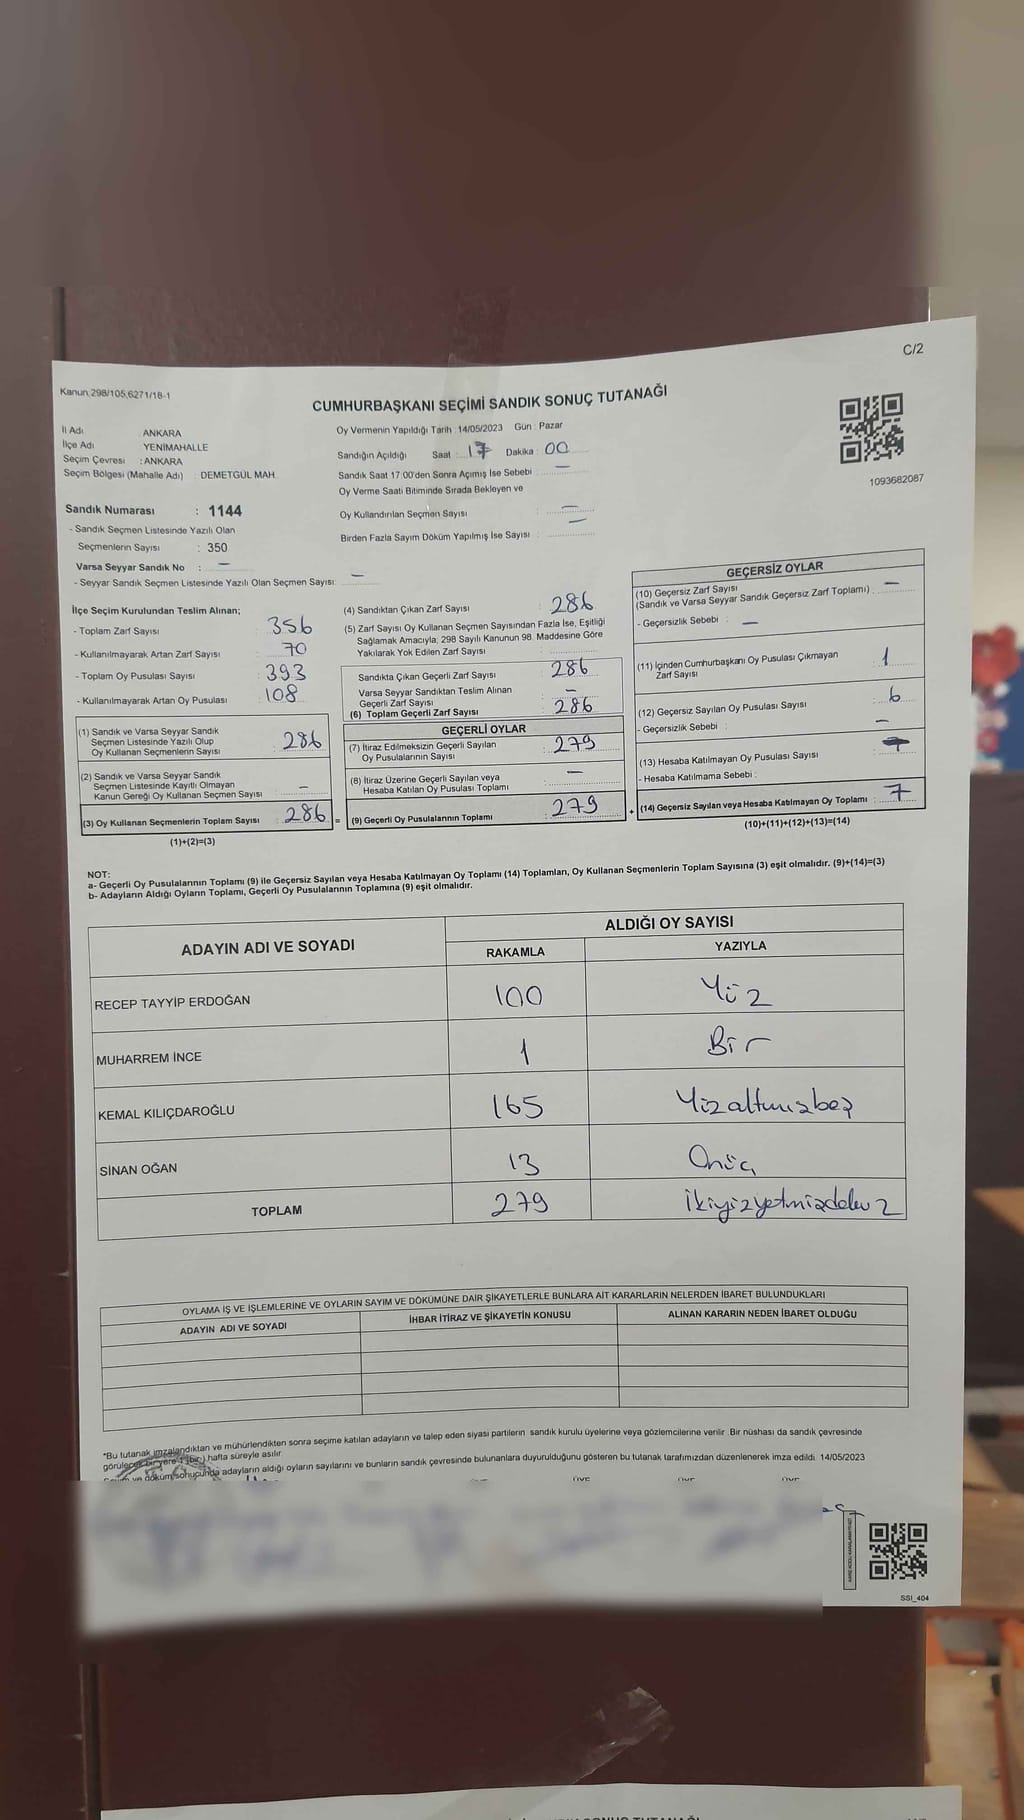 C/2
Kanun:298/105,6271/18-1
CUMHURBAŞKANI SEÇİMİ SANDIK SONUÇ TUTANAĞI
1093682087
İl Adı : ANKARA
İlçe Adı : YENİMAHALLE
Seçim Çevresi : ANKARA
Seçim Bölgesi (Mahalle Adı) : DEMETGÜL MAH.
Sandık Numarası : 1144
- Sandık Seçmen Listesinde Yazılı Olan
Seçmenlerin Sayısı : 350
Varsa Seyyar Sandık No : —
- Seyyar Sandık Seçmen Listesinde Yazılı Olan Seçmen Sayısı: —
Oy Vermenin Yapıldığı Tarih :14/05/2023 Gün : Pazar
Sandığın Açıldığı Saat : 17 Dakika : 00
Sandık Saat 17:00'den Sonra Açımış İse Sebebi : —
Oy Verme Saati Bitiminde Sırada Bekleyen ve
Oy Kullandırılan Seçmen Sayısı : —
Birden Fazla Sayım Döküm Yapılmış İse Sayısı : —
İlçe Seçim Kurulundan Teslim Alınan;
- Toplam Zarf Sayısı : 356
- Kullanılmayarak Artan Zarf Sayısı : 70
- Toplam Oy Pusulası Sayısı : 393
- Kullanılmayarak Artan Oy Pusulası : 108
(1) Sandık ve Varsa Seyyar Sandık
Seçmen Listesinde Yazılı Olup
Oy Kullanan Seçmenlerin Sayısı : 286
(2) Sandık ve Varsa Seyyar Sandık
Seçmen Listesinde Kayıtlı Olmayan
Kanun Gereği Oy Kullanan Seçmen Sayısı : —
(3) Oy Kullanan Seçmenlerin Toplam Sayısı : 286 =
(1)+(2)=(3)
(4) Sandıktan Çıkan Zarf Sayısı : 286
(5) Zarf Sayısı Oy Kullanan Seçmen Sayısından Fazla İse, Eşitliği
Sağlamak Amacıyla; 298 Sayılı Kanunun 98. Maddesine Göre
Yakılarak Yok Edilen Zarf Sayısı :
Sandıkta Çıkan Geçerli Zarf Sayısı : 286
Varsa Seyyar Sandıktan Teslim Alınan
Geçerli Zarf Sayısı : —
(6) Toplam Geçerli Zarf Sayısı : 286
GEÇERLİ OYLAR
(7) İtiraz Edilmeksizin Geçerli Sayılan
Oy Pusulalarının Sayısı : 279
(8) İtiraz Üzerine Geçerli Sayılan veya
Hesaba Katılan Oy Pusulası Toplamı : —
(9) Geçerli Oy Pusulalarının Toplamı : 279 +
GEÇERSİZ OYLAR
(10) Geçersiz Zarf Sayısı
(Sandık ve Varsa Seyyar Sandık Geçersiz Zarf Toplamı) : —
- Geçersizlik Sebebi : —
(11) İçinden Cumhurbaşkanı Oy Pusulası Çıkmayan
Zarf Sayısı : 1
(12) Geçersiz Sayılan Oy Pusulası Sayısı : 6
- Geçersizlik Sebebi : —
(13) Hesaba Katılmayan Oy Pusulası Sayısı :
- Hesaba Katılmama Sebebi :
(14) Geçersiz Sayılan veya Hesaba Katılmayan Oy Toplamı : 7
(10)+(11)+(12)+(13)=(14)
NOT:
a- Geçerli Oy Pusulalarının Toplamı (9) ile Geçersiz Sayılan veya Hesaba Katılmayan Oy Toplamı (14) Toplamları, Oy Kullanan Seçmenlerin Toplam Sayısına (3) eşit olmalıdır. (9)+(14)=(3)
b- Adayların Aldığı Oyların Toplamı, Geçerli Oy Pusulalarının Toplamına (9) eşit olmalıdır.
ADAYIN ADI VE SOYADI
ALDIĞI OY SAYISI
RAKAMLA YAZIYLA
RECEP TAYYİP ERDOĞAN 100 Yüz
MUHARREM İNCE 1 Bir
KEMAL KILIÇDAROĞLU 165 Yüzaltmışbeş
SİNAN OĞAN 13 Onüç
TOPLAM 279 İkiyüzyetmişdokuz
OYLAMA İŞ VE İŞLEMLERİNE VE OYLARIN SAYIM VE DÖKÜMÜNE DAİR ŞİKAYETLERLE BUNLARA AİT KARARLARIN NELERDEN İBARET BULUNDUKLARI
ADAYIN ADI VE SOYADI İHBAR İTİRAZ VE ŞİKAYETİN KONUSU ALINAN KARARIN NEDEN İBARET OLDUĞU
*Bu tutanak imzalandıktan ve mühürlendikten sonra seçime katılan adayların ve talep eden siyasi partilerin sandık kurulu üyelerine veya gözlemcilerine verilir. Bir nüshası da sandık çevresinde
görülecek bir yere 1 (bir) hafta süreyle asılır.
ve döküm sonucunda adayların aldığı oyların sayılarını ve bunların sandık çevresinde bulunanlara duyurulduğunu gösteren bu tutanak tarafımızdan düzenlenerek imza edildi. 14/05/2023
SSI_404